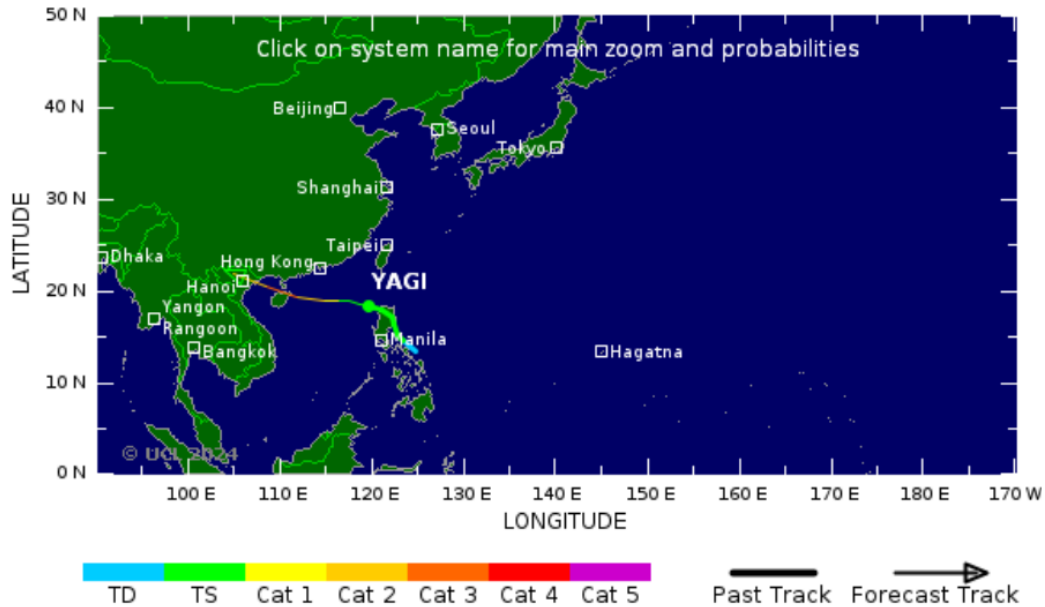 50 N
Click on system name for main zoom and probabilities
40 N
Beijing
Seoul
Tokyo
30 N
Shanghai
LATITUDE
Taipei
Dhaka
Hong Kong
YAGI
Hanoi
20 N
Yangon
Rangoon
Manila
Bangkok
Hagatna
10 N
© UCL 2024
0 N
100 E 110 E 120 E 130 E 140 E 150 E 160 E 170 E 180 E 170 W
LONGITUDE
TD TS Cat 1 Cat 2 Cat 3 Cat 4 Cat 5 Past Track Forecast Track